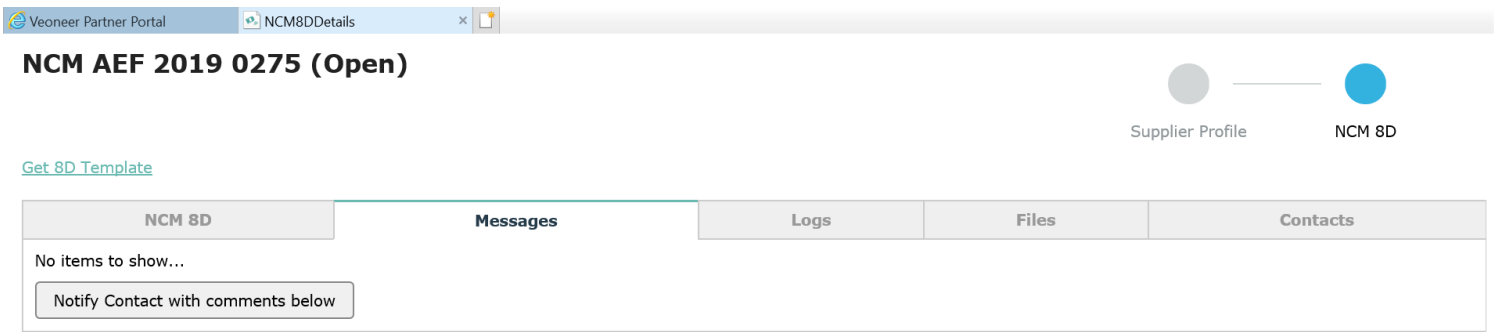 Veoneer Partner Portal NCM8DDetails ×
NCM AEF 2019 0275 (Open)
Supplier Profile NCM 8D
Get 8D Template
NCM 8D Messages Logs Files Contacts
No items to show...
Notify Contact with comments below